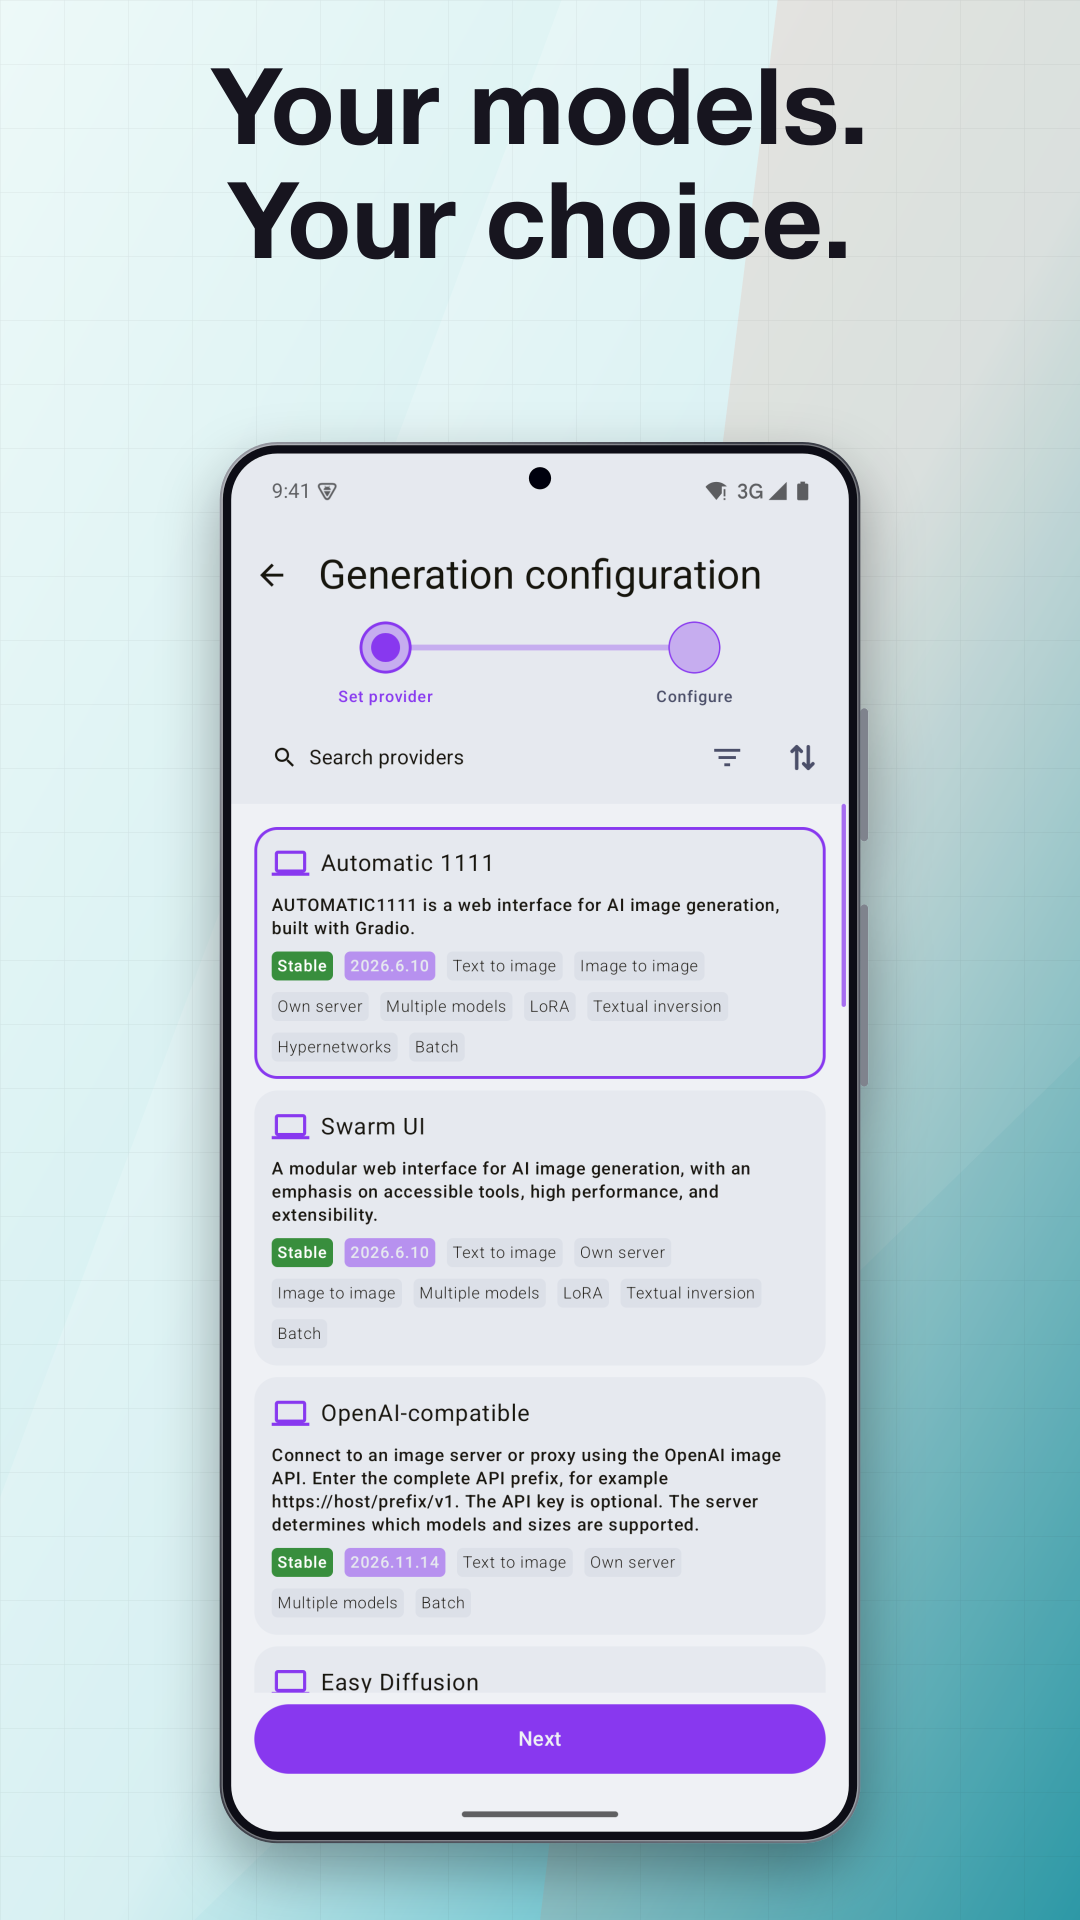 Your models.
Your choice.
9:41
3G
Generation configuration
Set provider
Configure
Search providers
Automatic 1111
AUTOMATIC1111 is a web interface for AI image generation,
built with Gradio.
Stable 2026.6.10 Text to image Image to image
Own server Multiple models LoRA Textual inversion
Hypernetworks Batch
Swarm UI
A modular web interface for AI image generation, with an
emphasis on accessible tools, high performance, and
extensibility.
Stable 2026.6.10 Text to image Own server
Image to image Multiple models LoRA Textual inversion
Batch
OpenAI-compatible
Connect to an image server or proxy using the OpenAI image
API. Enter the complete API prefix, for example
https://host/prefix/v1. The API key is optional. The server
determines which models and sizes are supported.
Stable 2026.11.14 Text to image Own server
Multiple models Batch
Easy Diffusion
Next